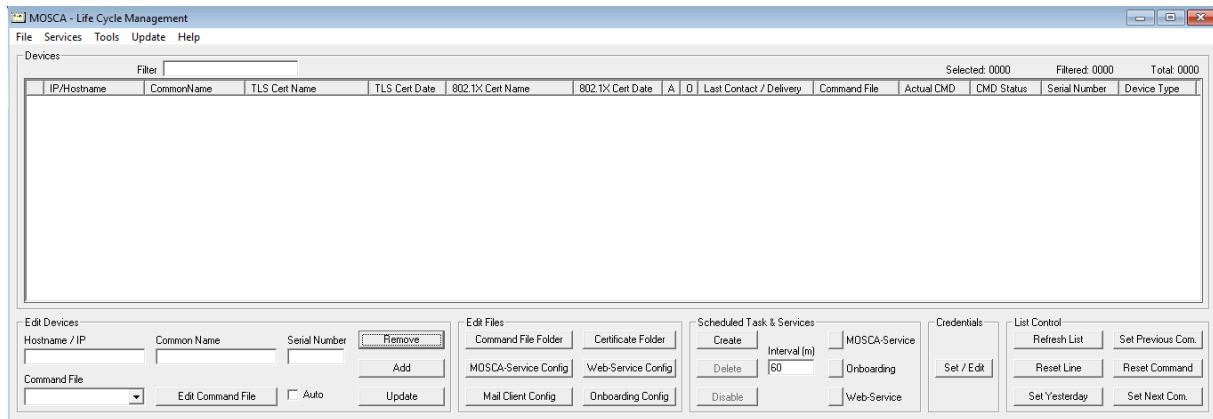 MOSCA - Life Cycle Management
File Services Tools Update Help
Devices
Filter Selected: 0000 Filtered: 0000 Total: 0000
IP/Hostname CommonName TLS Cert Name TLS Cert Date 802.1X Cert Name 802.1X Cert Date A O Last Contact / Delivery Command File Actual CMD CMD Status Serial Number Device Type
Edit Devices
Hostname / IP Common Name Serial Number Remove
Add
Command File
Edit Command File Auto Update
Edit Files
Command File Folder Certificate Folder
MOSCA-Service Config Web-Service Config
Mail Client Config Onboarding Config
Scheduled Task & Services
Create Interval (m) MOSCA-Service
Delete 60 Onboarding
Disable Web-Service
Credentials
Set / Edit
List Control
Refresh List Set Previous Com.
Reset Line Reset Command
Set Yesterday Set Next Com.